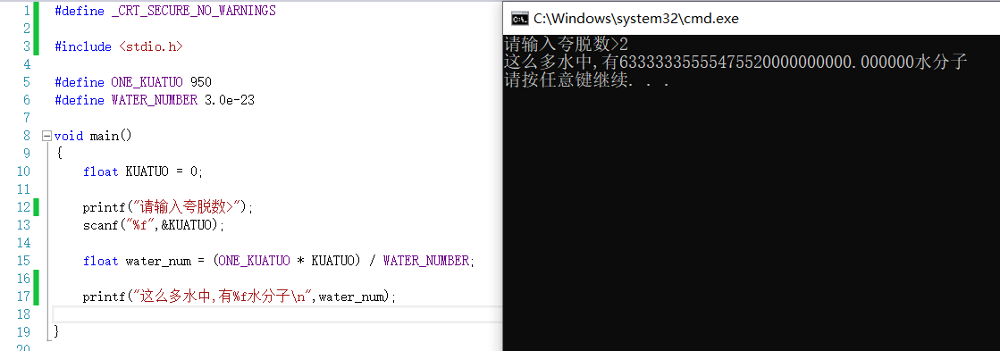 1 #define _CRT_SECURE_NO_WARNINGS
2
3 #include <stdio.h>
4
5 #define ONE_KUATUO 950
6 #define WATER_NUMBER 3.0e-23
7
8 void main()
9 {
10 float KUATUO = 0;
11
12 printf("请输入夸脱数>");
13 scanf("%f",&KUATUO);
14
15 float water_num = (ONE_KUATUO * KUATUO) / WATER_NUMBER;
16
17 printf("这么多水中,有%f水分子\n",water_num);
18
19 }
20
C:\Windows\system32\cmd.exe
请输入夸脱数>2
这么多水中,有63333335555475520000000000.000000水分子
请按任意键继续. . .